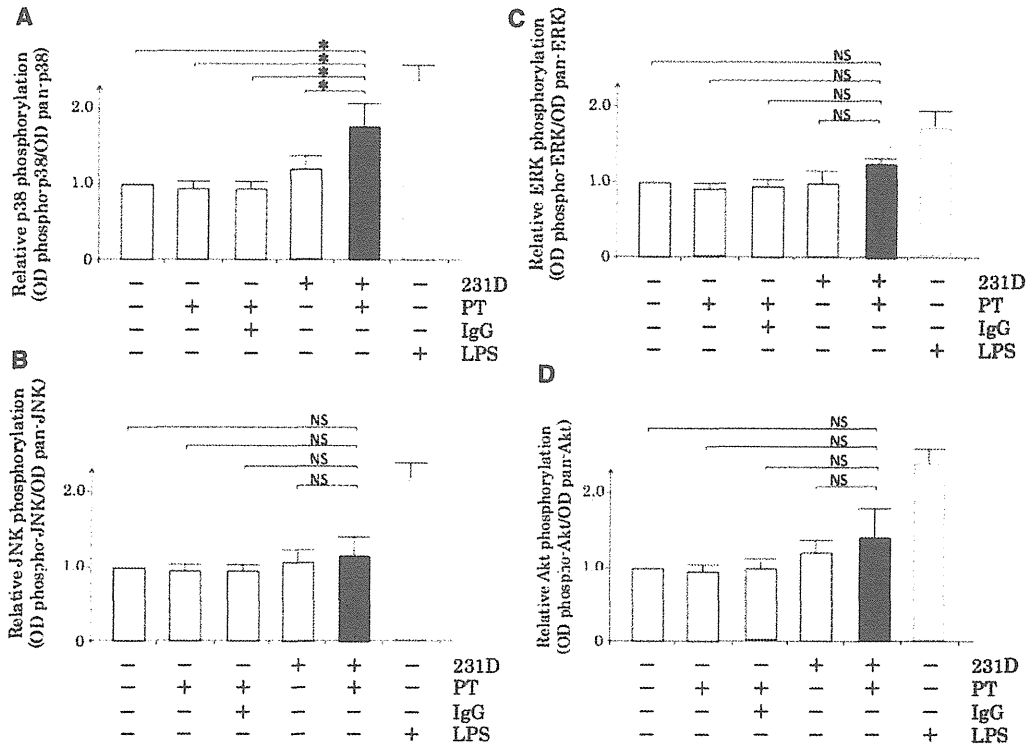 A
Relative p38 phosphorylation
(OD phospho-p38/OD pan-p38)
2.0
1.0
0
*
*
*
*
− − − + + − 231D
− + + − + − PT
− − + − − − IgG
− − − − − + LPS
B
Relative JNK phosphorylation
(OD phospho-JNK/OD pan-JNK)
2.0
1.0
0
NS
NS
NS
NS
− − − + + − 231D
− + + − + − PT
− − + − − − IgG
− − − − − + LPS
C
Relative ERK phosphorylation
(OD phospho-ERK/OD pan-ERK)
2.0
1.0
0
NS
NS
NS
NS
− − − + + − 231D
− + + − + − PT
− − + − − − IgG
− − − − − + LPS
D
Relative Akt phosphorylation
(OD phospho-Akt/OD pan-Akt)
2.0
1.0
0
NS
NS
NS
NS
− − − + + − 231D
− + + − + − PT
− − + − − − IgG
− − − − − + LPS